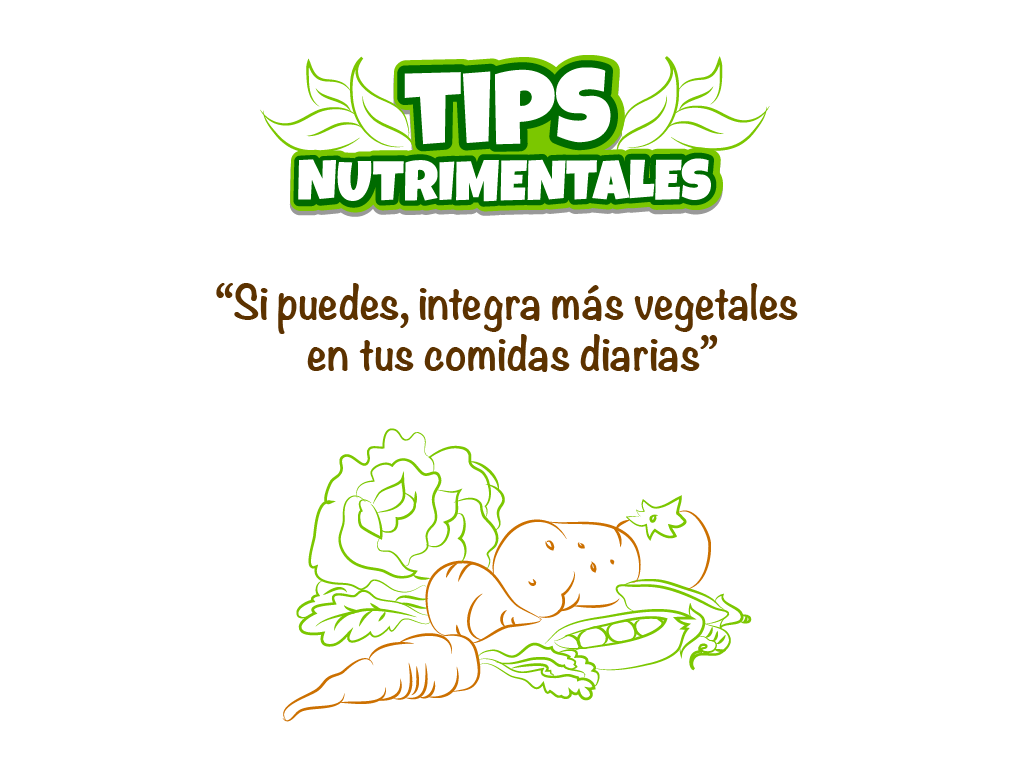 TIPS
NUTRIMENTALES
“Si puedes, integra más vegetales
en tus comidas diarias”